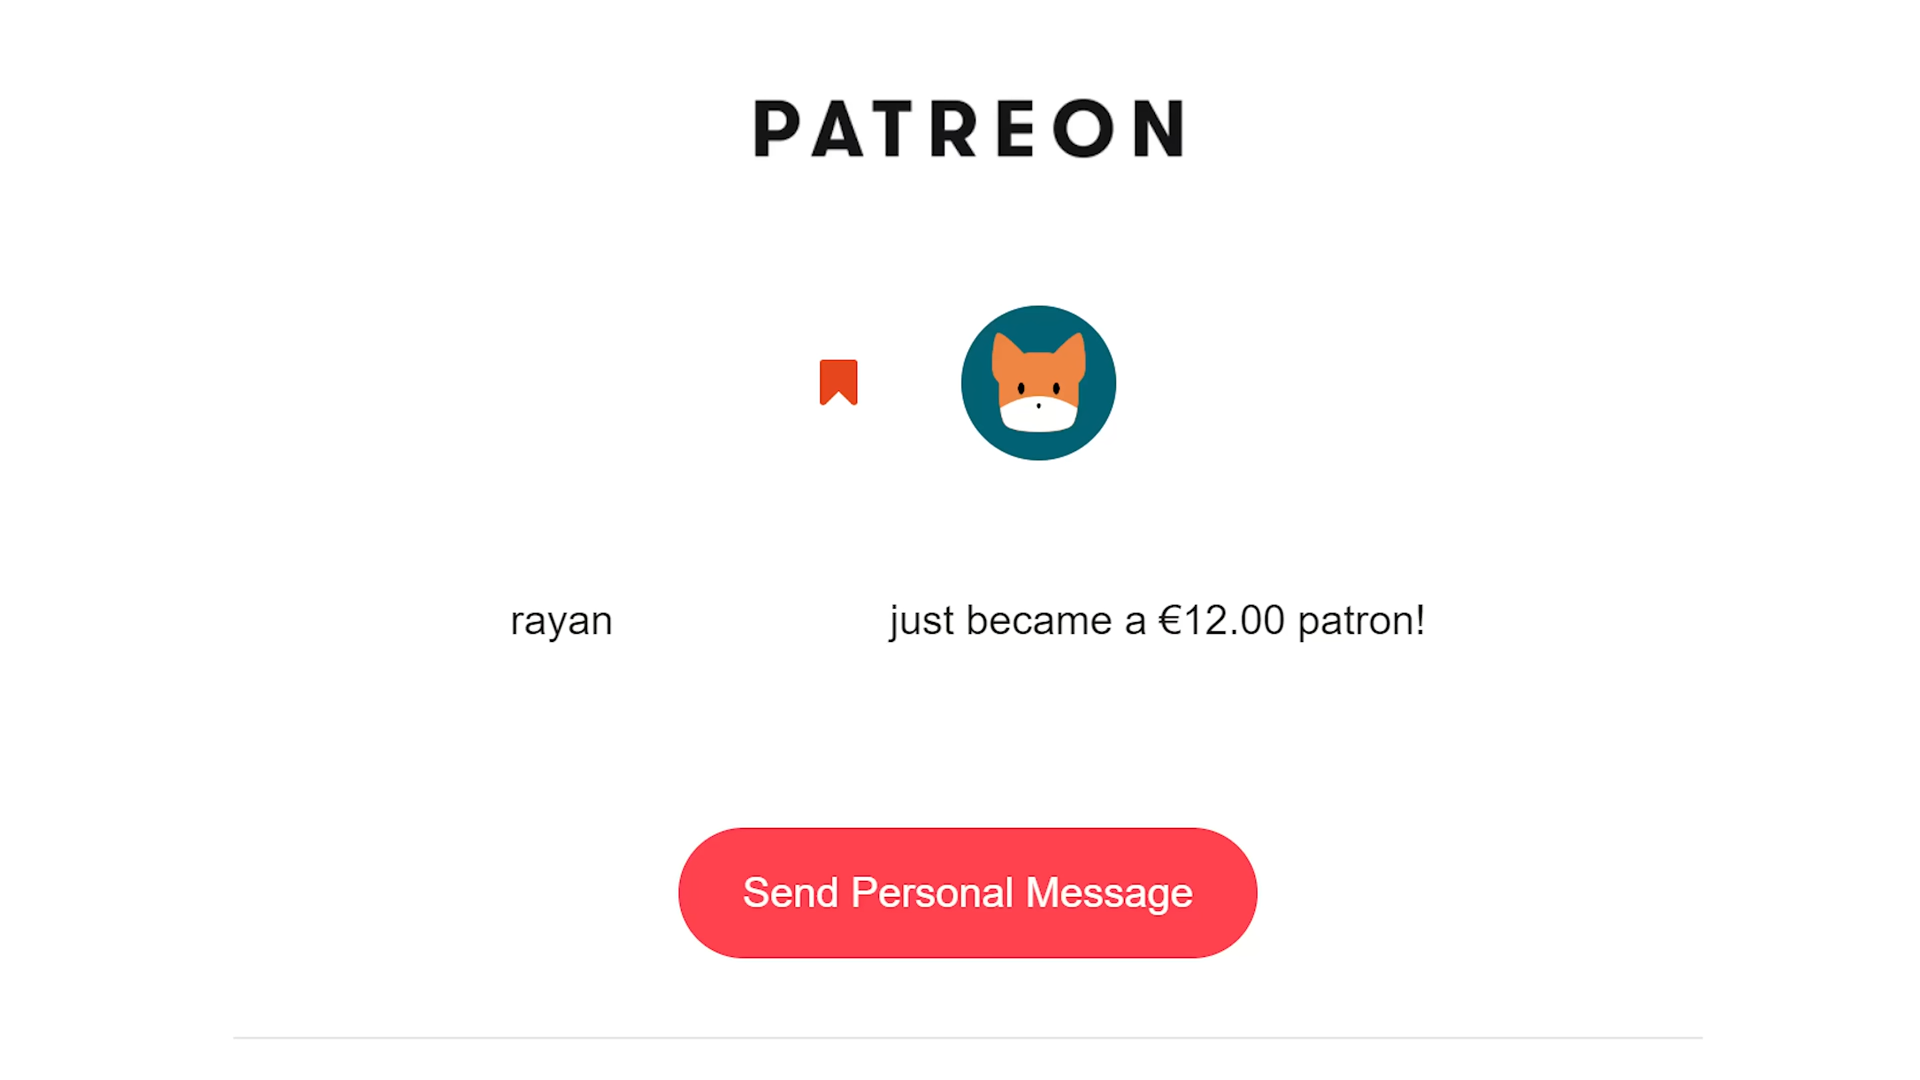 PATREON
rayan just became a €12.00 patron!
Send Personal Message